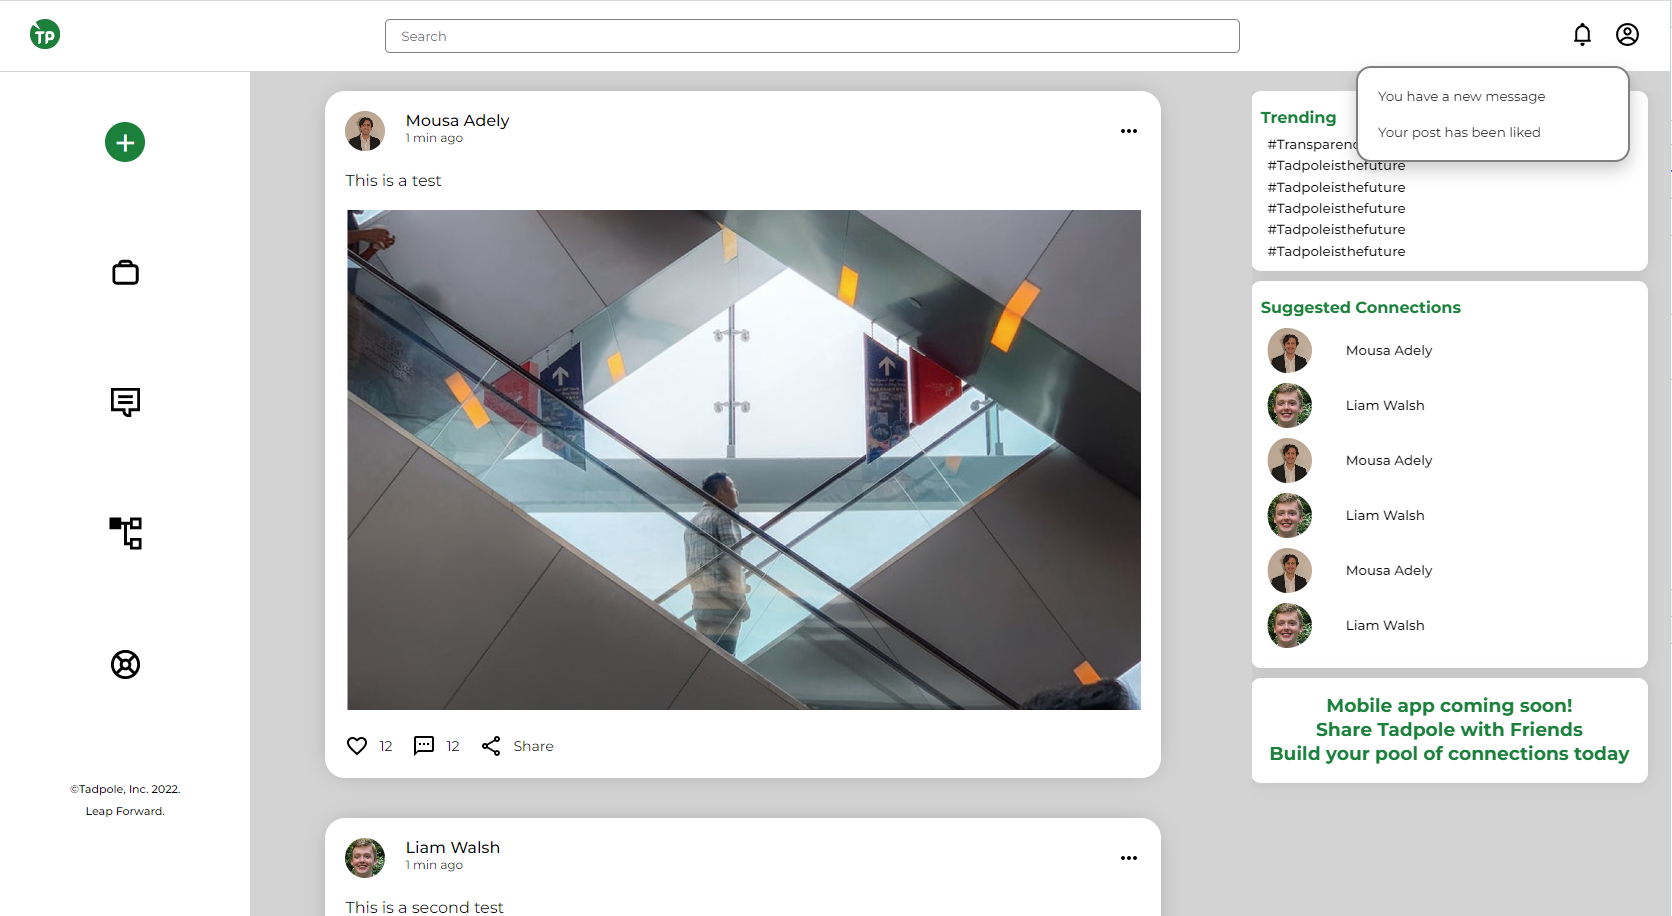 TP
Search
You have a new message
Your post has been liked
Mousa Adely
1 min ago
This is a test
12
12
Share
Liam Walsh
1 min ago
This is a second test
Trending
#Tadpoleisthefuture
#Tadpoleisthefuture
#Tadpoleisthefuture
#Tadpoleisthefuture
#Tadpoleisthefuture
Suggested Connections
Mousa Adely
Liam Walsh
Mousa Adely
Liam Walsh
Mousa Adely
Liam Walsh
Mobile app coming soon!
Share Tadpole with Friends
Build your pool of connections today
©Tadpole, Inc. 2022.
Leap Forward.